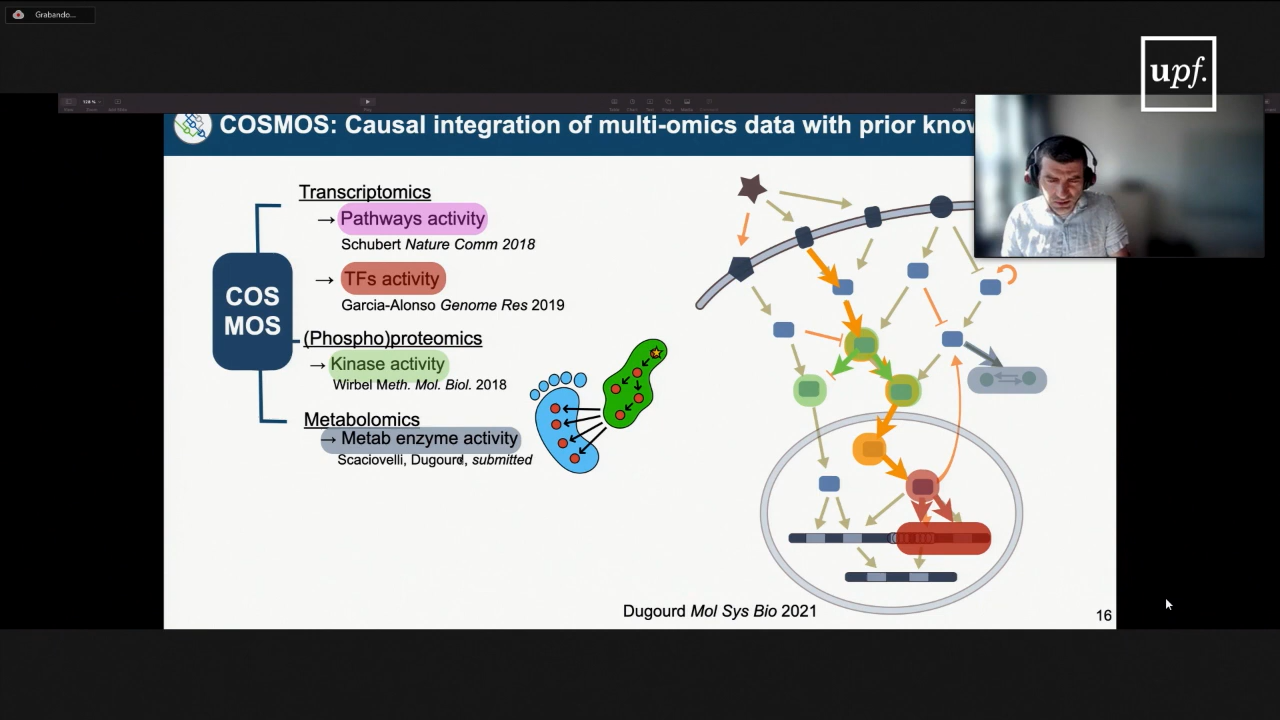 Grabando...
upf.
128 %
COSMOS: Causal integration of multi-omics data with prior know
Transcriptomics
→ Pathways activity
Schubert Nature Comm 2018
→ TFs activity
Garcia-Alonso Genome Res 2019
COS
MOS
(Phospho)proteomics
→ Kinase activity
Wirbel Meth. Mol. Biol. 2018
Metabolomics
→ Metab enzyme activity
Scaciovelli, Dugourd, submitted
Dugourd Mol Sys Bio 2021
16